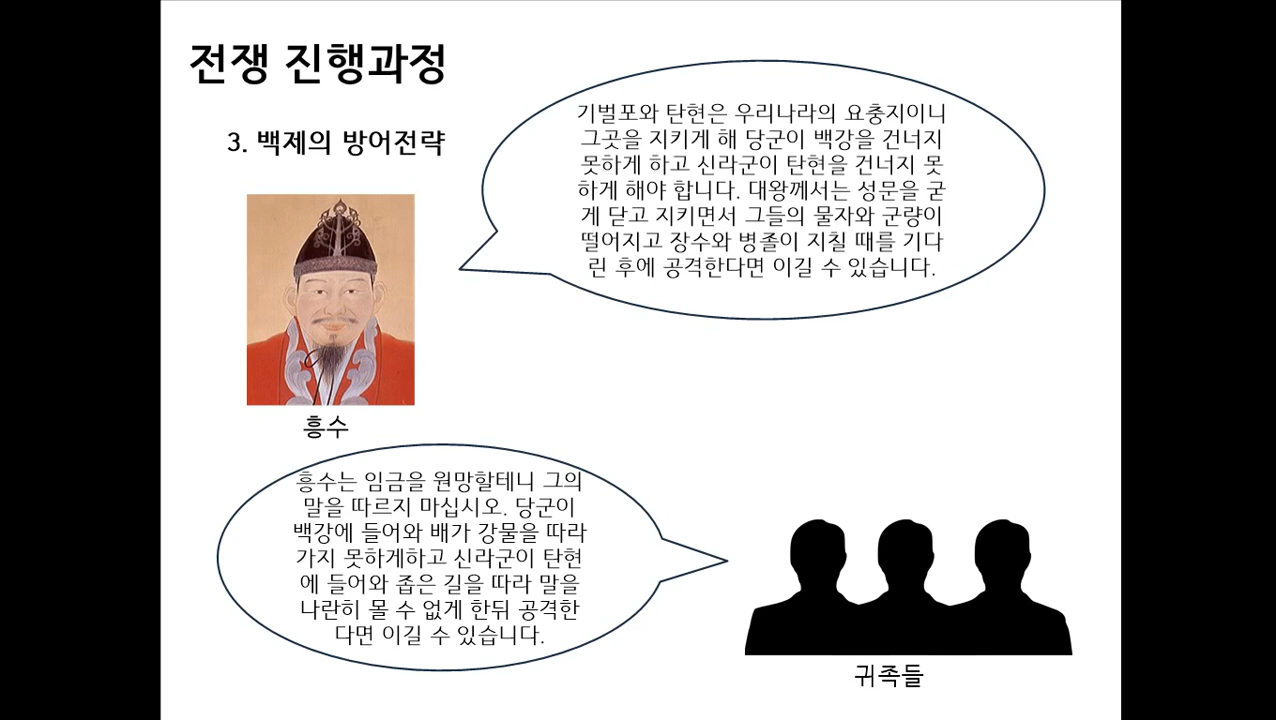 전쟁 진행과정
3. 백제의 방어전략
기벌포와 탄현은 우리나라의 요충지이니
그곳을 지키게 해 당군이 백강을 건너지
못하게 하고 신라군이 탄현을 건너지 못
하게 해야 합니다. 대왕께서는 성문을 굳
게 닫고 지키면서 그들의 물자와 군량이
떨어지고 장수와 병졸이 지칠 때를 기다
린 후에 공격한다면 이길 수 있습니다.
흥수
흥수는 임금을 원망할테니 그의
말을 따르지 마십시오. 당군이
백강에 들어와 배가 강물을 따라
가지 못하게하고 신라군이 탄현
에 들어와 좁은 길을 따라 말을
나란히 몰 수 없게 한뒤 공격한
다면 이길 수 있습니다.
귀족들